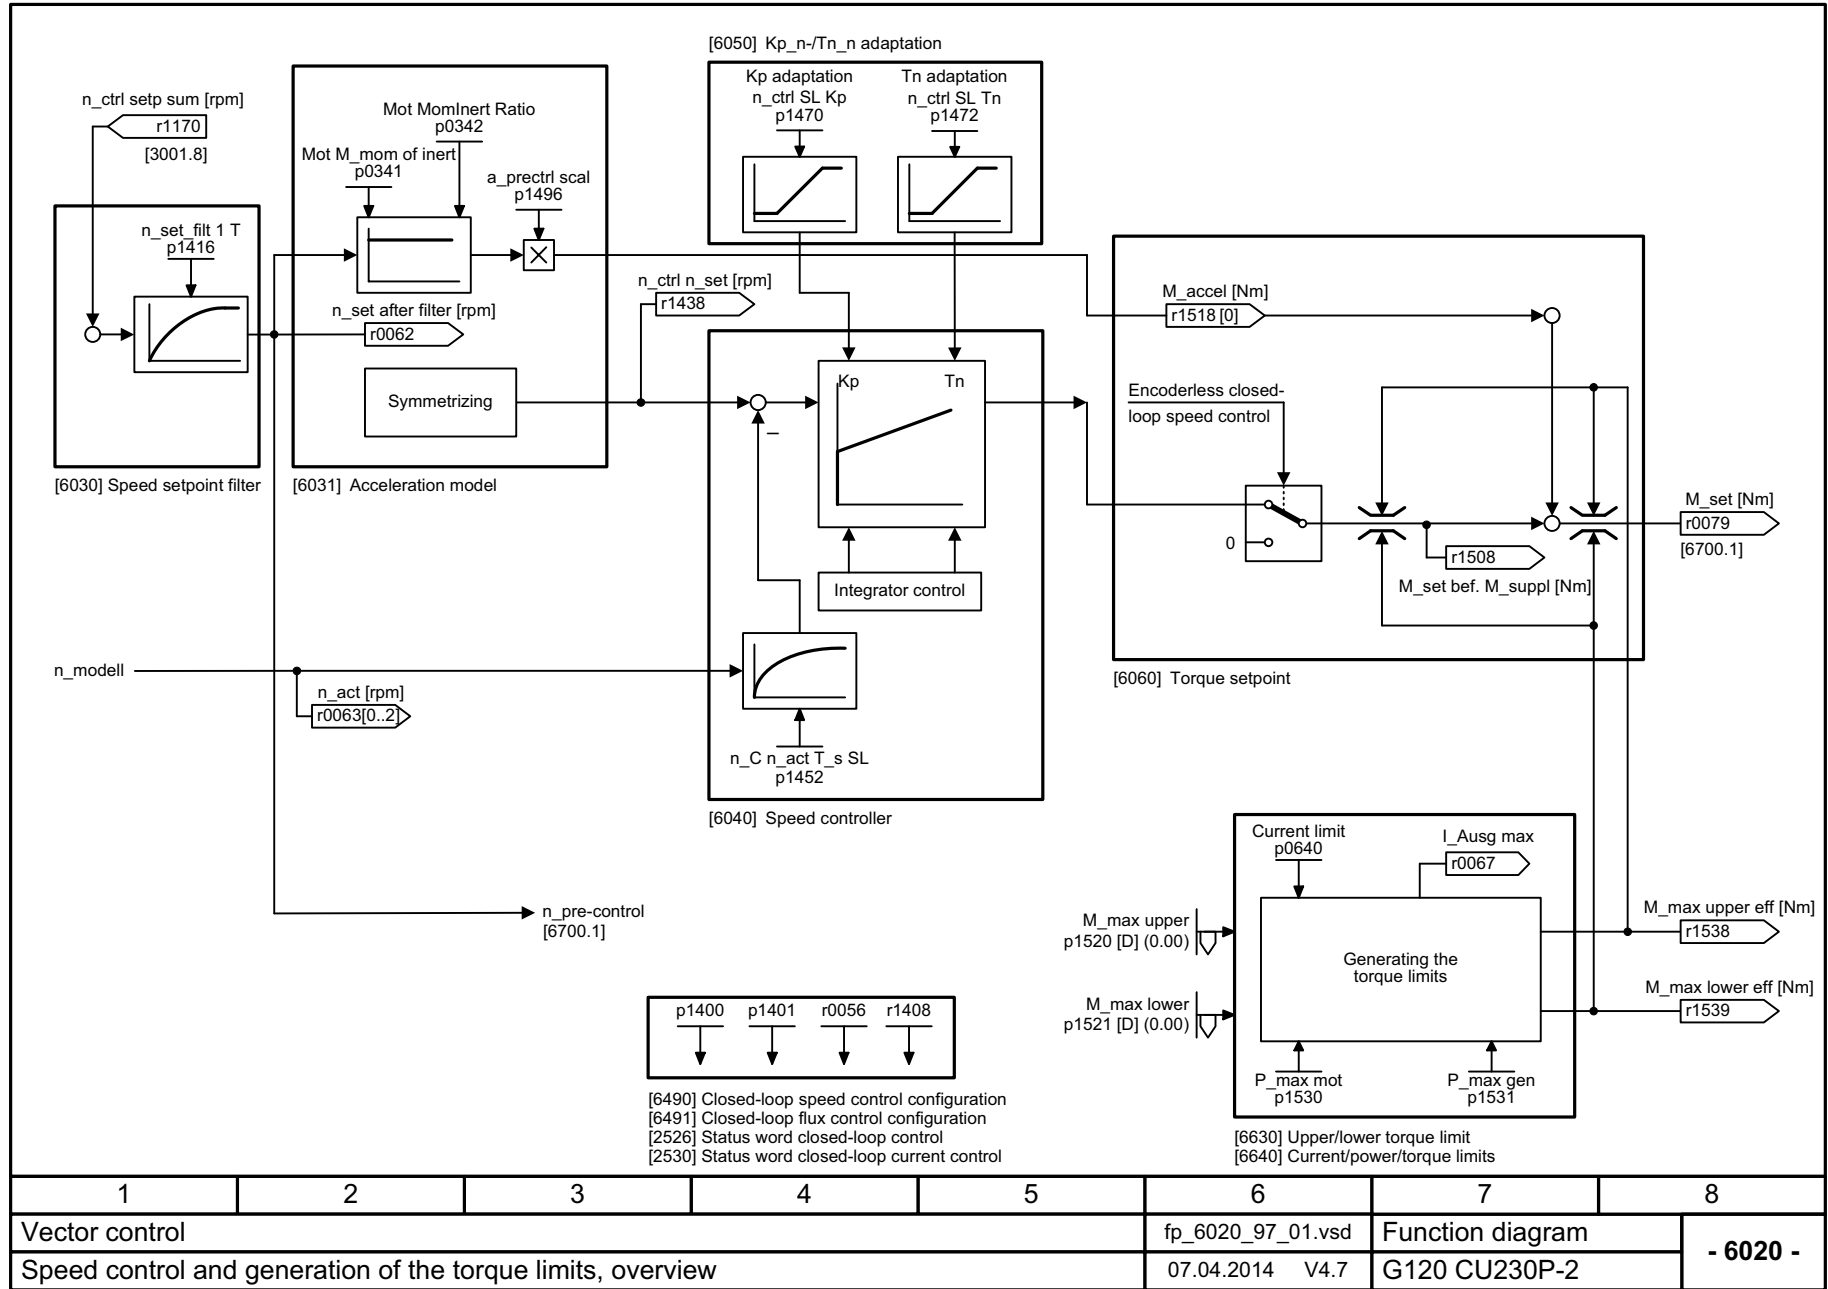 [6050] Kp_n-/Tn_n adaptation
Kp adaptation
n_ctrl SL Kp
p1470
Tn adaptation
n_ctrl SL Tn
p1472
n_ctrl setp sum [rpm]
r1170
[3001.8]
Mot MomInert Ratio
p0342
Mot M_mom of inert
p0341
a_prectrl scal
p1496
n_set_filt 1 T
p1416
n_set after filter [rpm]
r0062
n_ctrl n_set [rpm]
r1438
Symmetrizing
[6030] Speed setpoint filter
[6031] Acceleration model
Kp
Tn
–
Integrator control
n_modell
n_act [rpm]
r0063[0..2]
n_C n_act T_s SL
p1452
[6040] Speed controller
M_accel [Nm]
r1518 [0]
Encoderless closed-
loop speed control
0
r1508
M_set bef. M_suppl [Nm]
M_set [Nm]
r0079
[6700.1]
[6060] Torque setpoint
n_pre-control
[6700.1]
Current limit
p0640
I_Ausg max
r0067
M_max upper
p1520 [D] (0.00)
M_max lower
p1521 [D] (0.00)
Generating the
torque limits
M_max upper eff [Nm]
r1538
M_max lower eff [Nm]
r1539
P_max mot
p1530
P_max gen
p1531
[6630] Upper/lower torque limit
[6640] Current/power/torque limits
p1400 p1401 r0056 r1408
[6490] Closed-loop speed control configuration
[6491] Closed-loop flux control configuration
[2526] Status word closed-loop control
[2530] Status word closed-loop current control
1 2 3 4 5 6 7 8
Vector control
fp_6020_97_01.vsd
Function diagram
- 6020 -
Speed control and generation of the torque limits, overview
07.04.2014 V4.7
G120 CU230P-2